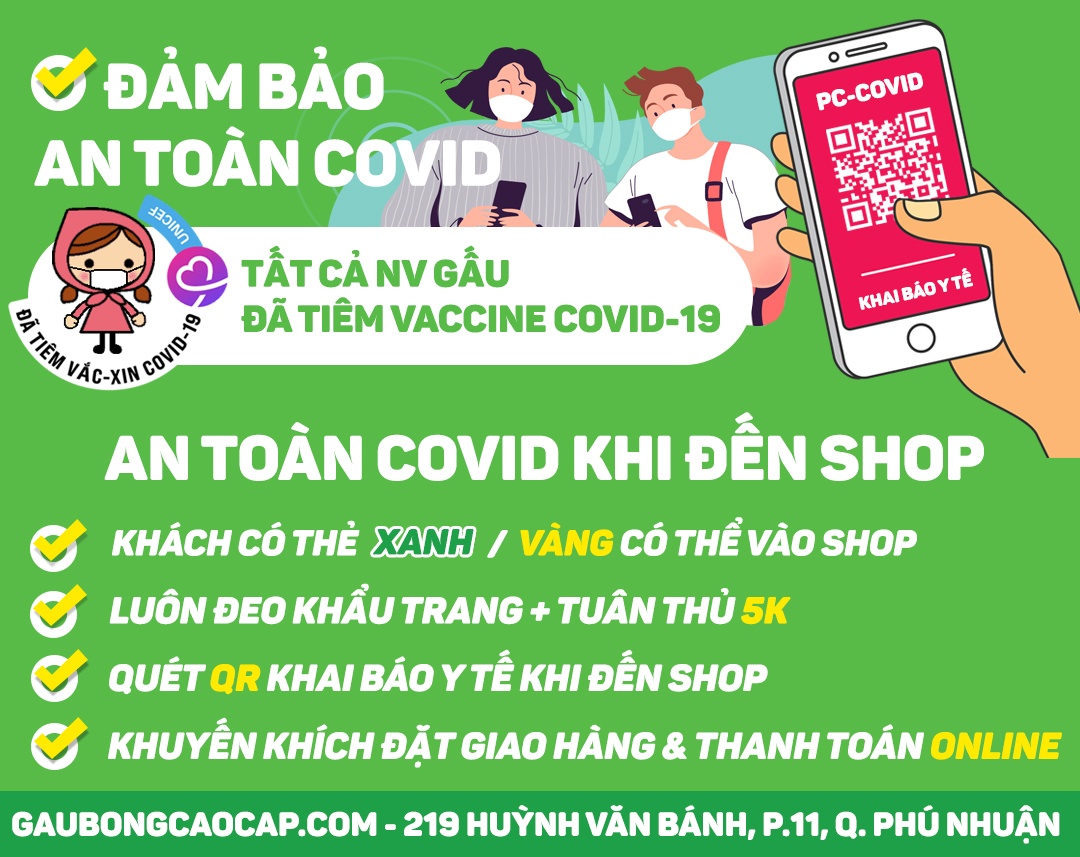 ĐẢM BẢO
AN TOÀN COVID
PC-COVID
KHAI BÁO Y TẾ
UNICEF
ĐÃ TIÊM VẮC-XIN COVID-19
TẤT CẢ NV GẤU
ĐÃ TIÊM VACCINE COVID-19
AN TOÀN COVID KHI ĐẾN SHOP
KHÁCH CÓ THẺ XANH / VÀNG CÓ THỂ VÀO SHOP
LUÔN ĐEO KHẨU TRANG + TUÂN THỦ 5K
QUÉT QR KHAI BÁO Y TẾ KHI ĐẾN SHOP
KHUYẾN KHÍCH ĐẶT GIAO HÀNG & THANH TOÁN ONLINE
GAUBONGCAOCAP.COM - 219 HUỲNH VĂN BÁNH, P.11, Q. PHÚ NHUẬN